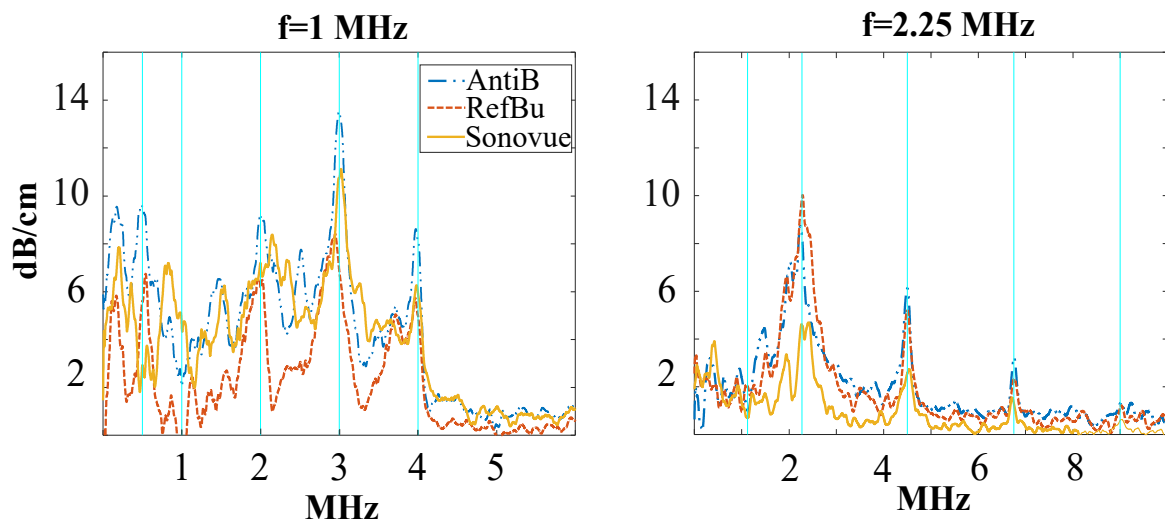 f=1 MHz
AntiB
RefBu
Sonovue
14
10
6
2
dB/cm
1 2 3 4 5
MHz
f=2.25 MHz
14
10
6
2
2 4 6 8
MHz